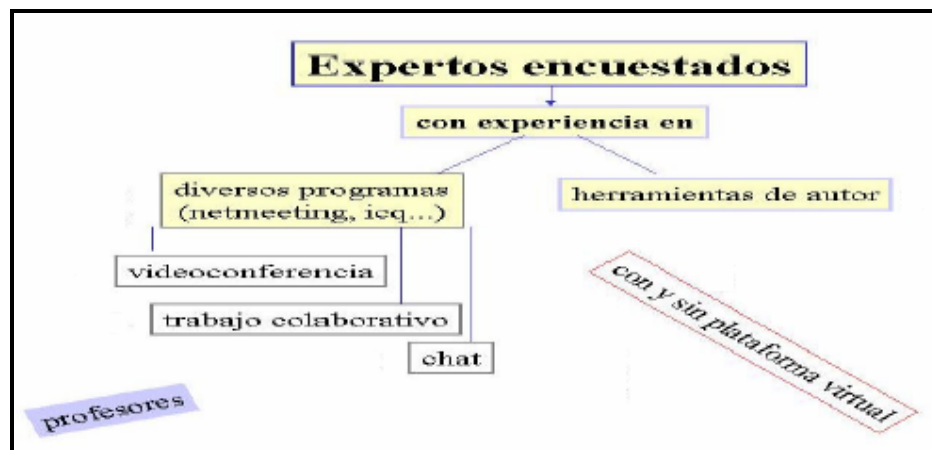 Expertos encuestados
con experiencia en
diversos programas
(netmeeting, icq...)
herramientas de autor
videoconferencia
trabajo colaborativo
chat
con y sin plataforma virtual
profesores